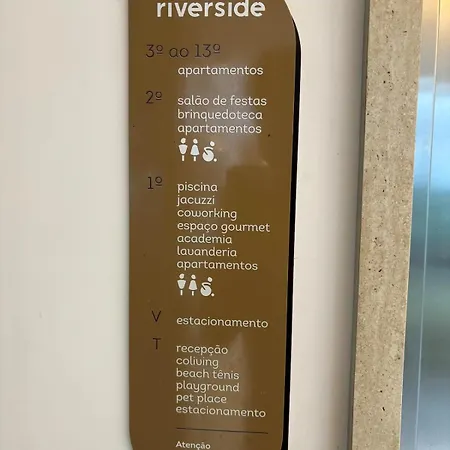 riverside
3º ao 13º
apartamentos
2º salão de festas
brinquedoteca
apartamentos
1º piscina
jacuzzi
coworking
espaço gourmet
academia
lavanderia
apartamentos
V estacionamento
T recepção
coliving
beach tênis
playground
pet place
estacionamento
Atenção